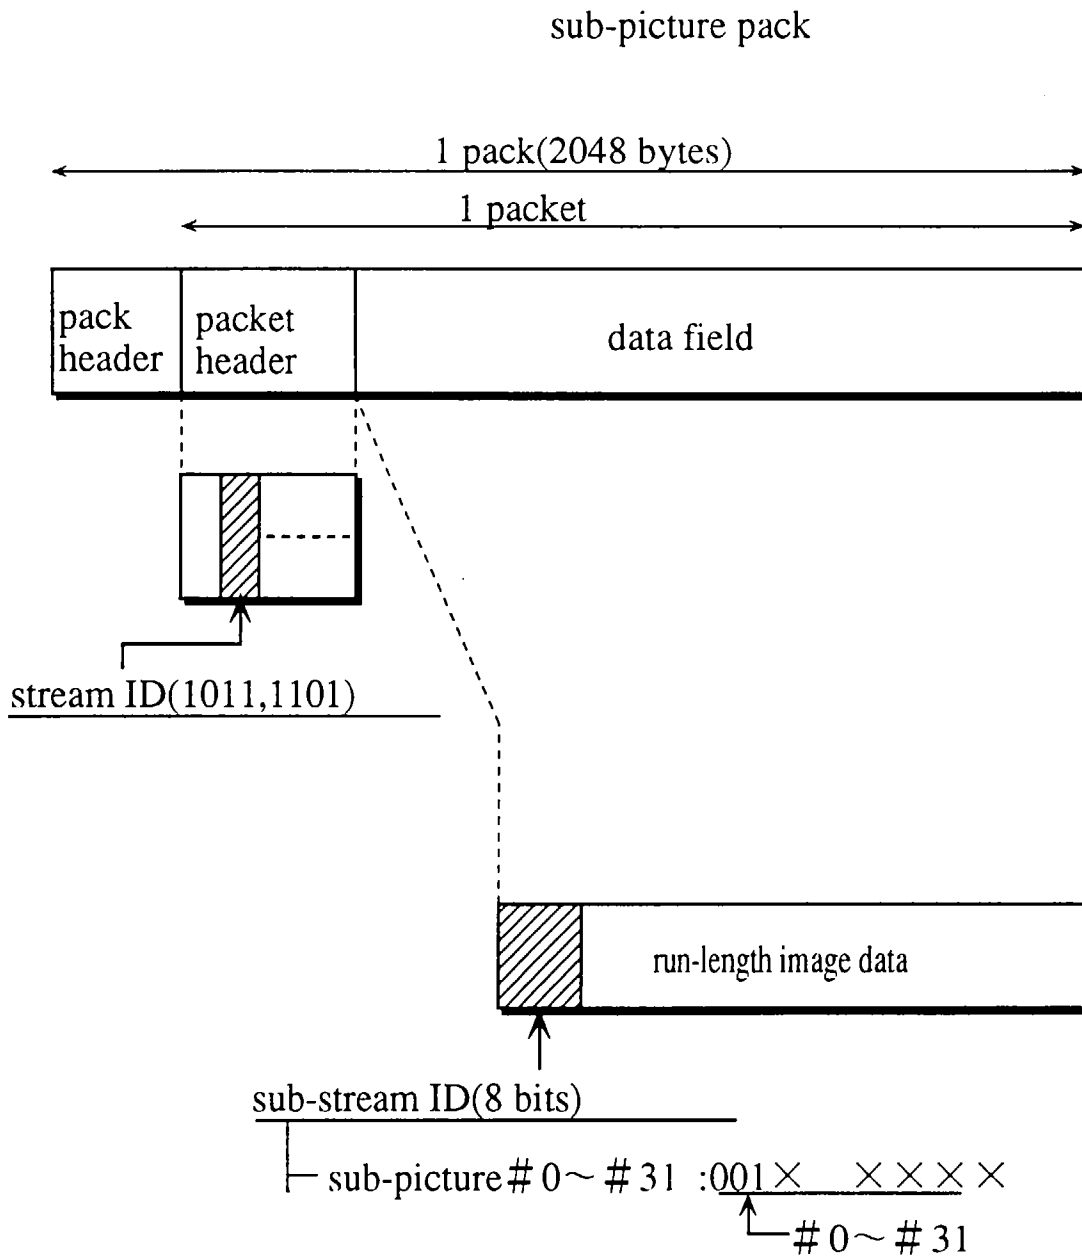 sub-picture pack
1 pack(2048 bytes)
1 packet
pack
header
packet
header
data field
stream ID(1011,1101)
run-length image data
sub-stream ID(8 bits)
sub-picture#0~#31 :001× ××××
#0~#31